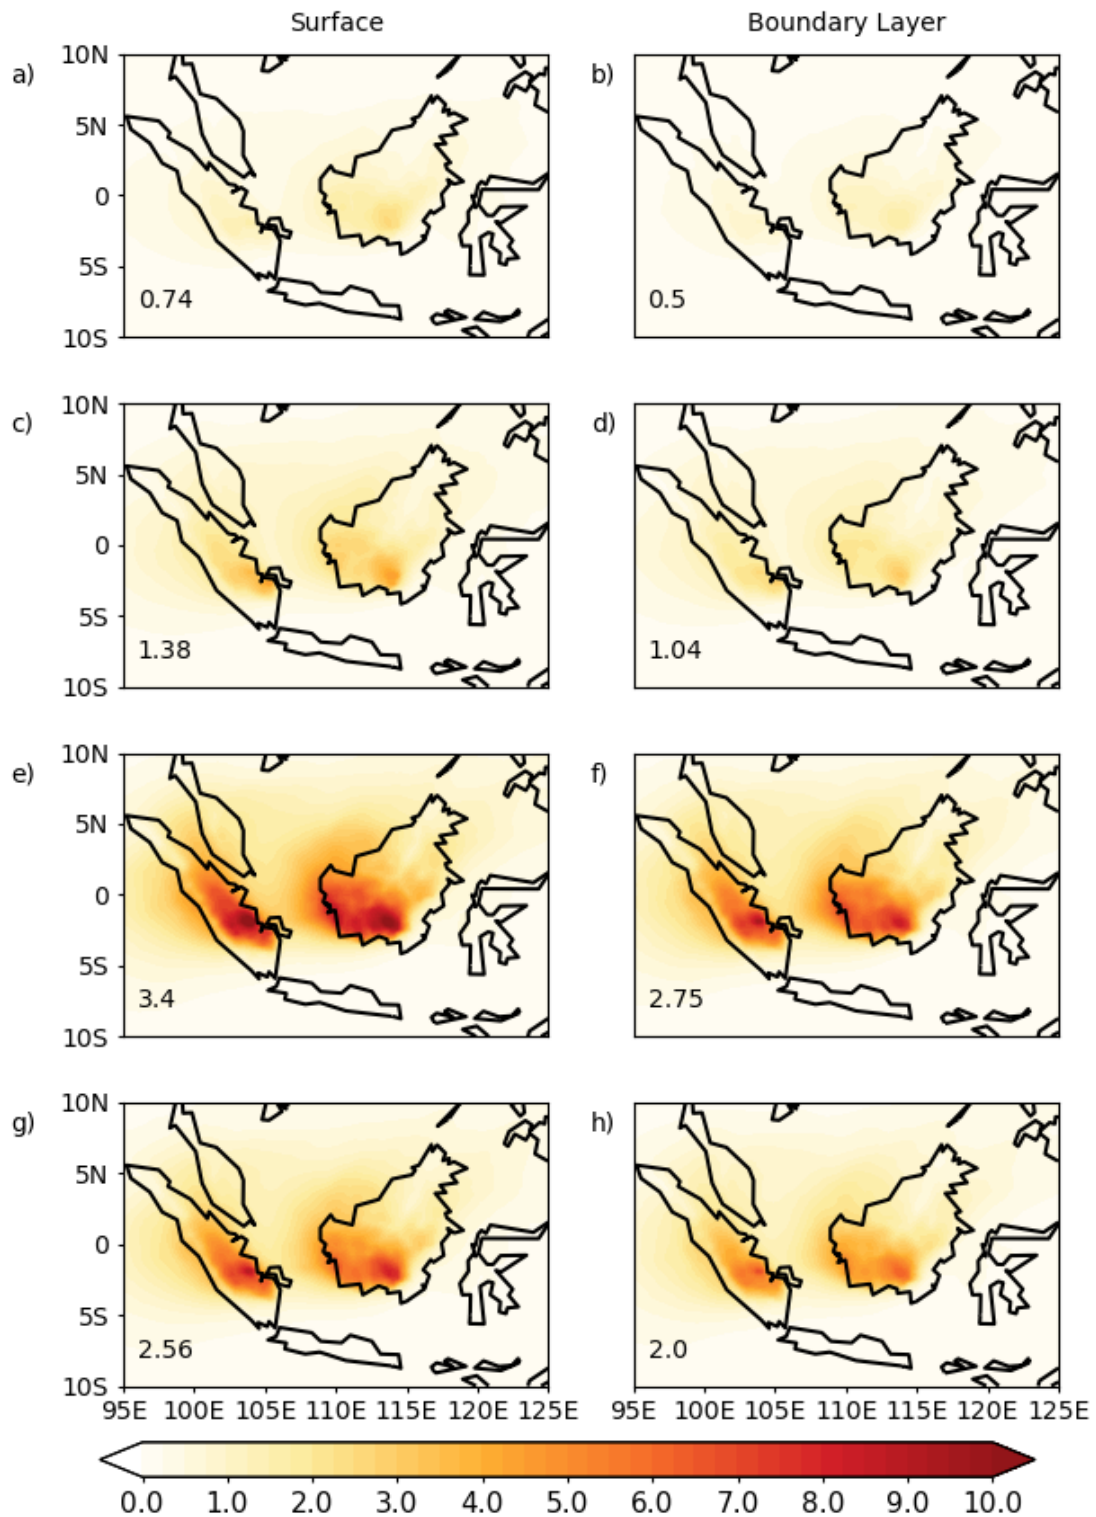 Surface Boundary Layer
a) 10N b)
5N
0
5S
0.74 0.5
10S
c) 10N d)
5N
0
5S
1.38 1.04
10S
e) 10N f)
5N
0
5S
3.4 2.75
10S
g) 10N h)
5N
0
5S
2.56 2.0
10S
95E 100E 105E 110E 115E 120E 125E 95E 100E 105E 110E 115E 120E 125E
0.0 1.0 2.0 3.0 4.0 5.0 6.0 7.0 8.0 9.0 10.0